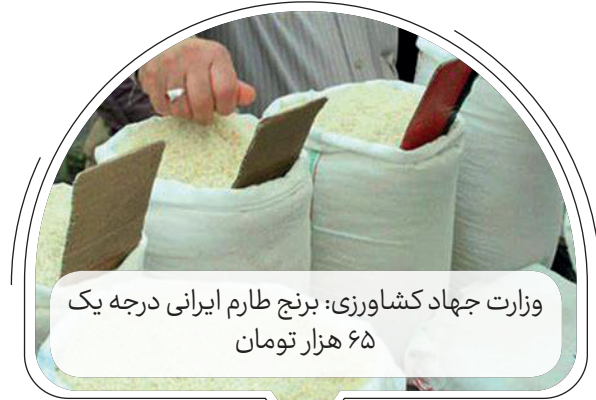 وزارت جهاد کشاورزی: برنج طارم ایرانی درجه یک
۶۵ هزار تومان